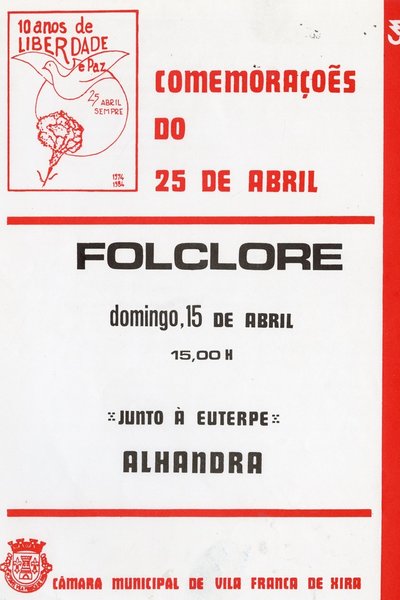 10 anos de
LIBERDADE
e Paz
25 ABRIL
SEMPRE
1974
1984
COMEMORAÇOÊS
DO
25 DE ABRIL
FOLCLORE
domingo, 15 DE ABRIL
15,00 H
JUNTO À EUTERPE
ALHANDRA
CÂMARA MUNICIPAL DE VILA FRANCA DE XIRA